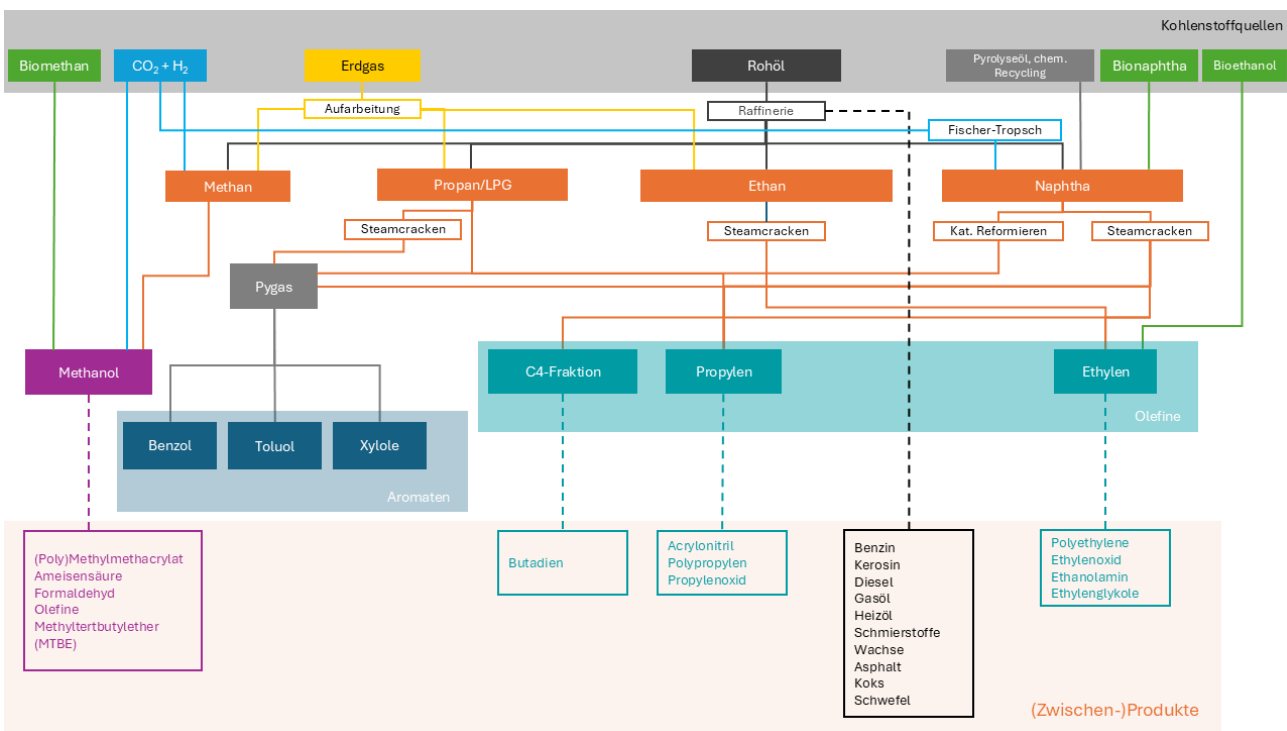 Kohlenstoffquellen
Biomethan
CO₂ + H₂
Erdgas
Rohöl
Pyrolyseöl, chem.
Recycling
Bionaphtha
Bioethanol
Aufarbeitung
Raffinerie
Fischer-Tropsch
Methan
Propan/LPG
Ethan
Naphtha
Steamcracken
Steamcracken
Kat. Reformieren
Steamcracken
Pygas
Methanol
C4-Fraktion
Propylen
Ethylen
Olefine
Benzol
Toluol
Xylole
Aromaten
(Poly)Methylmethacrylat
Ameisensäure
Formaldehyd
Olefine
Methyltertbutylether
(MTBE)
Butadien
Acrylonitril
Polypropylen
Propylenoxid
Benzin
Kerosin
Diesel
Gasöl
Heizöl
Schmierstoffe
Wachse
Asphalt
Koks
Schwefel
Polyethylene
Ethylenoxid
Ethanolamin
Ethylenglykole
(Zwischen-)Produkte